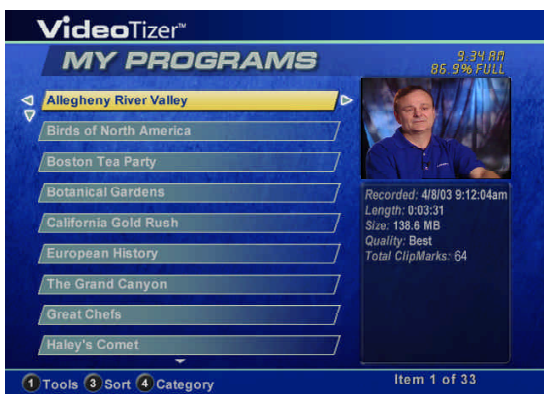 VideoTizer™
MY PROGRAMS
9:34 AM
86.9% FULL
Allegheny River Valley
Birds of North America
Boston Tea Party
Botanical Gardens
California Gold Rush
European History
The Grand Canyon
Great Chefs
Haley's Comet
Recorded: 4/8/03 9:12:04am
Length: 0:03:31
Size: 138.6 MB
Quality: Best
Total ClipMarks: 64
1 Tools 3 Sort 4 Category
Item 1 of 33